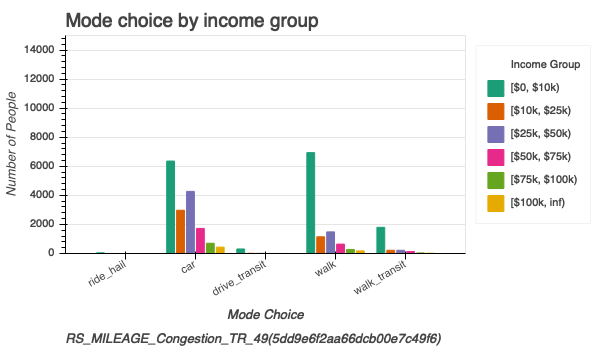 Mode choice by income group
14000
12000
10000
8000
6000
4000
2000
0
Number of People
ride_hail
car
drive_transit
walk
walk_transit
Mode Choice
Income Group
[$0, $10k)
[$10k, $25k)
[$25k, $50k)
[$50k, $75k)
[$75k, $100k)
[$100k, inf)
RS_MILEAGE_Congestion_TR_49(5dd9e6f2aa66dcb00e7c49f6)